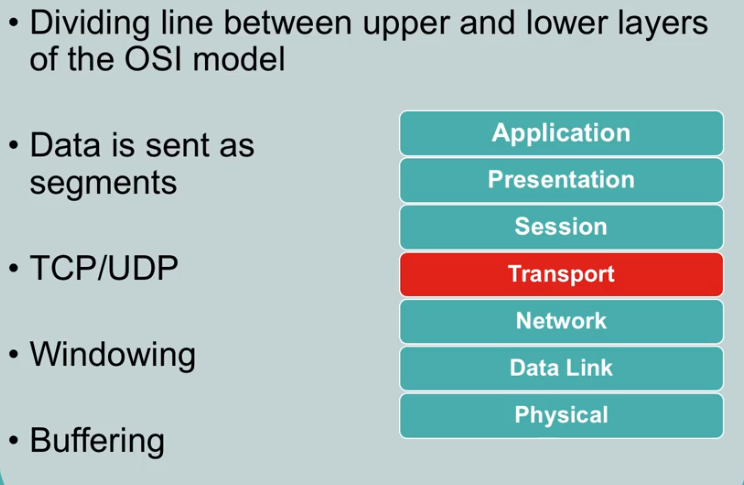 • Dividing line between upper and lower layers
of the OSI model
• Data is sent as
segments
• TCP/UDP
• Windowing
• Buffering
Application
Presentation
Session
Transport
Network
Data Link
Physical